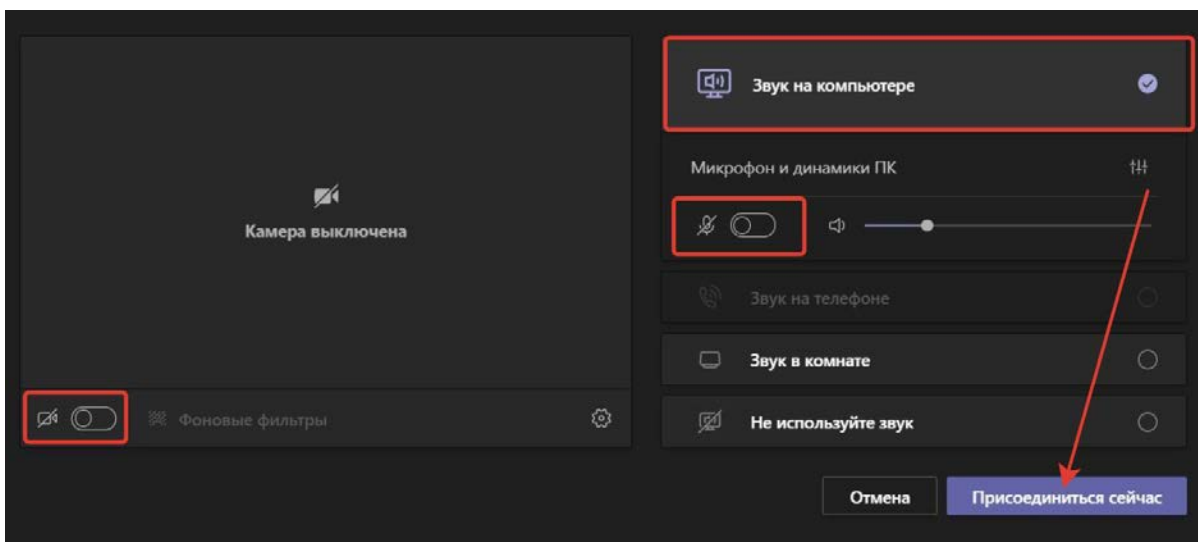 Звук на компьютере
Микрофон и динамики ПК
Камера выключена
Звук на телефоне
Звук в комнате
Фоновые фильтры
Не используйте звук
Отмена
Присоединиться сейчас